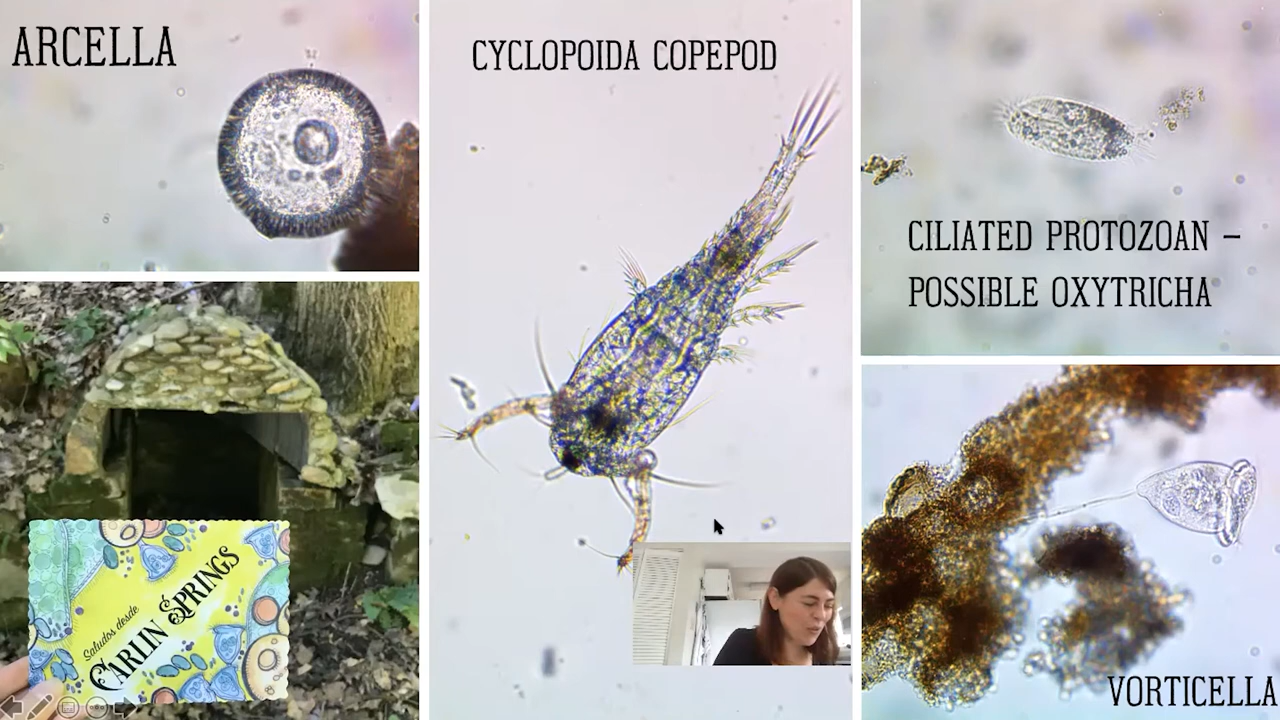 ARCELLA
CYCLOPOIDA COPEPOD
CILIATED PROTOZOAN –
POSSIBLE OXYTRICHA
Saludos desde
CARLIN SPRINGS
VORTICELLA